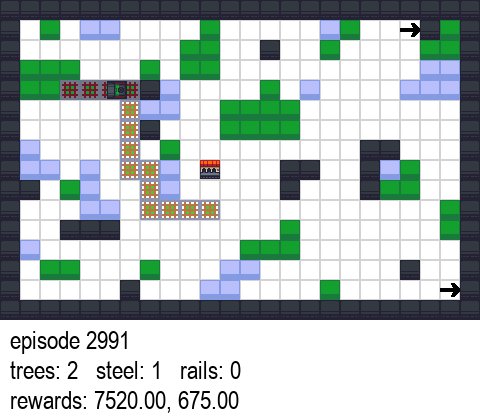 episode 2991
trees: 2 steel: 1 rails: 0
rewards: 7520.00, 675.00